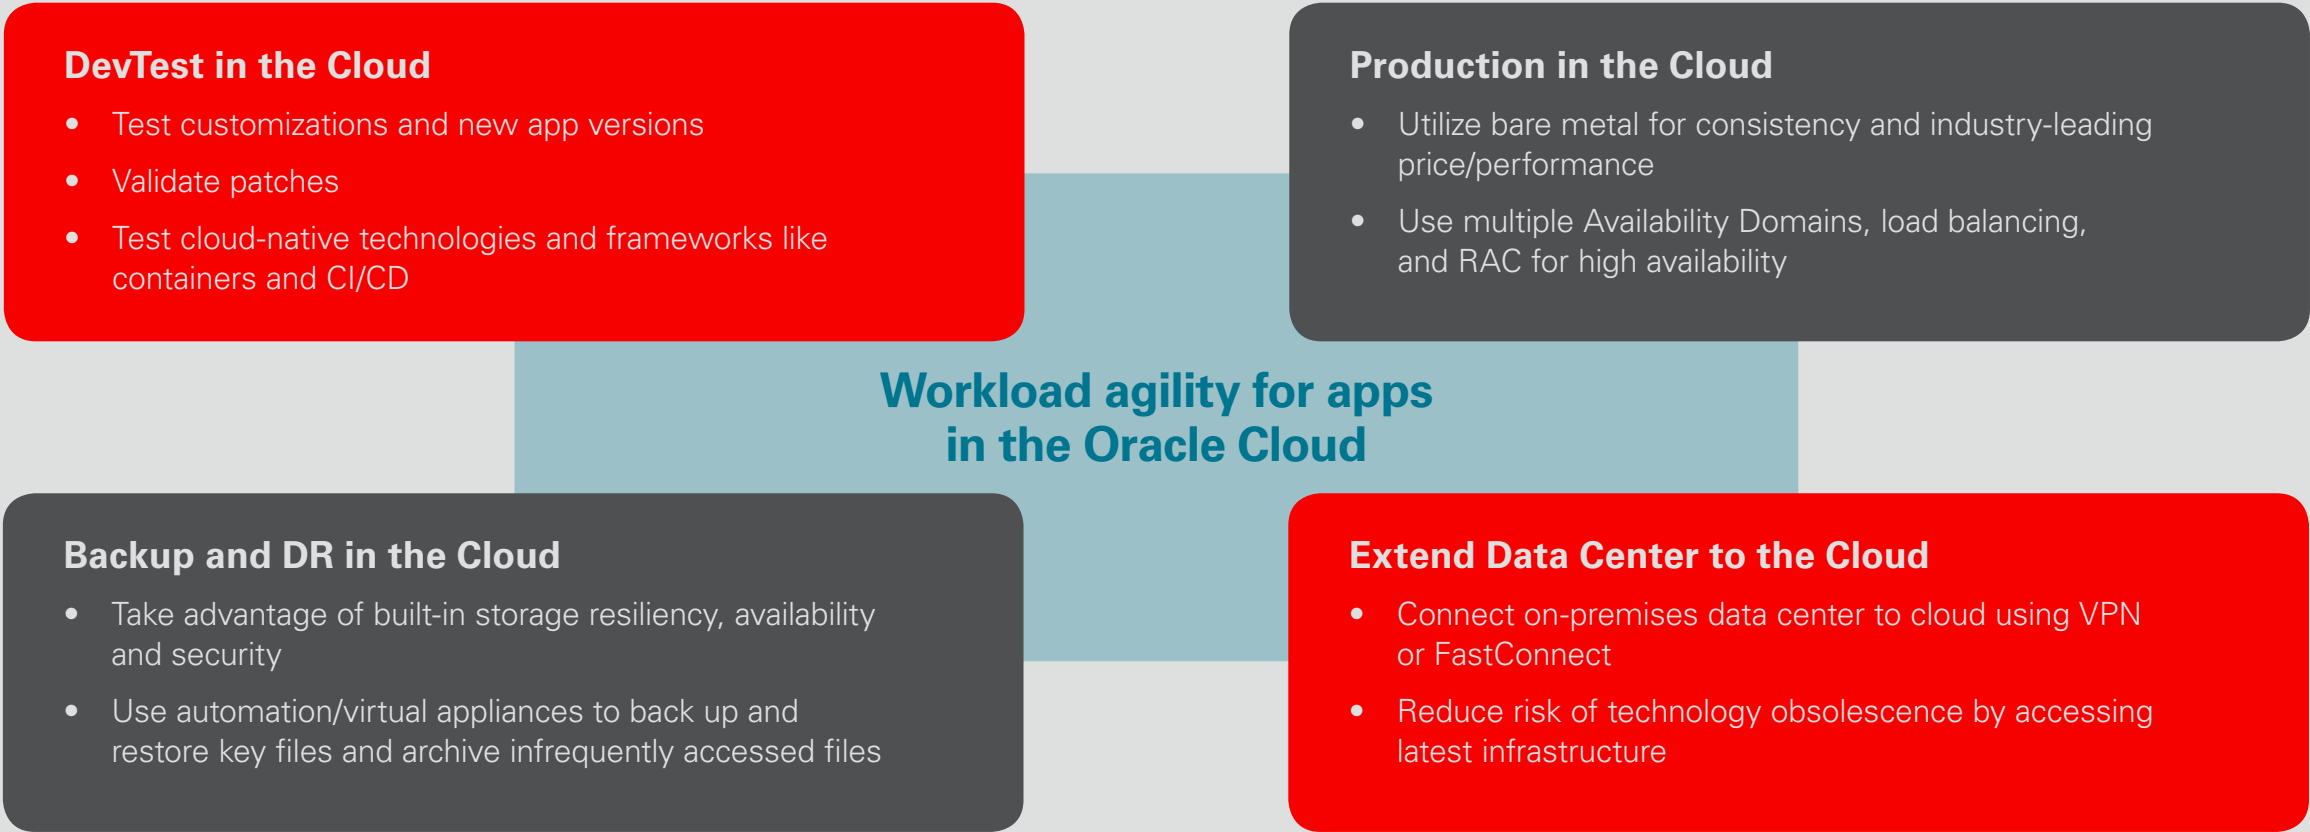 DevTest in the Cloud
• Test customizations and new app versions
• Validate patches
• Test cloud-native technologies and frameworks like
containers and CI/CD
Production in the Cloud
• Utilize bare metal for consistency and industry-leading
price/performance
• Use multiple Availability Domains, load balancing,
and RAC for high availability
Workload agility for apps
in the Oracle Cloud
Backup and DR in the Cloud
• Take advantage of built-in storage resiliency, availability
and security
• Use automation/virtual appliances to back up and
restore key files and archive infrequently accessed files
Extend Data Center to the Cloud
• Connect on-premises data center to cloud using VPN
or FastConnect
• Reduce risk of technology obsolescence by accessing
latest infrastructure